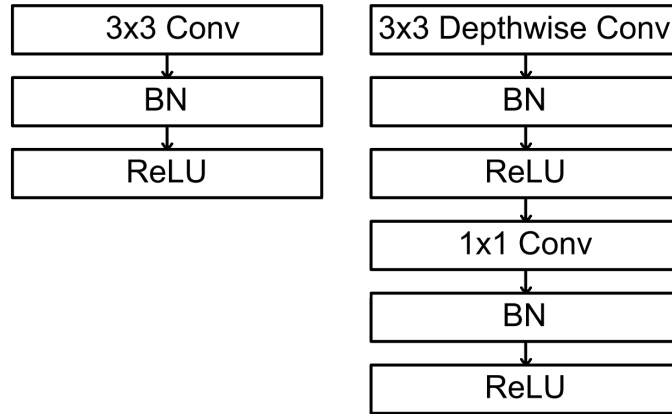 3x3 Conv
BN
ReLU
3x3 Depthwise Conv
BN
ReLU
1x1 Conv
BN
ReLU